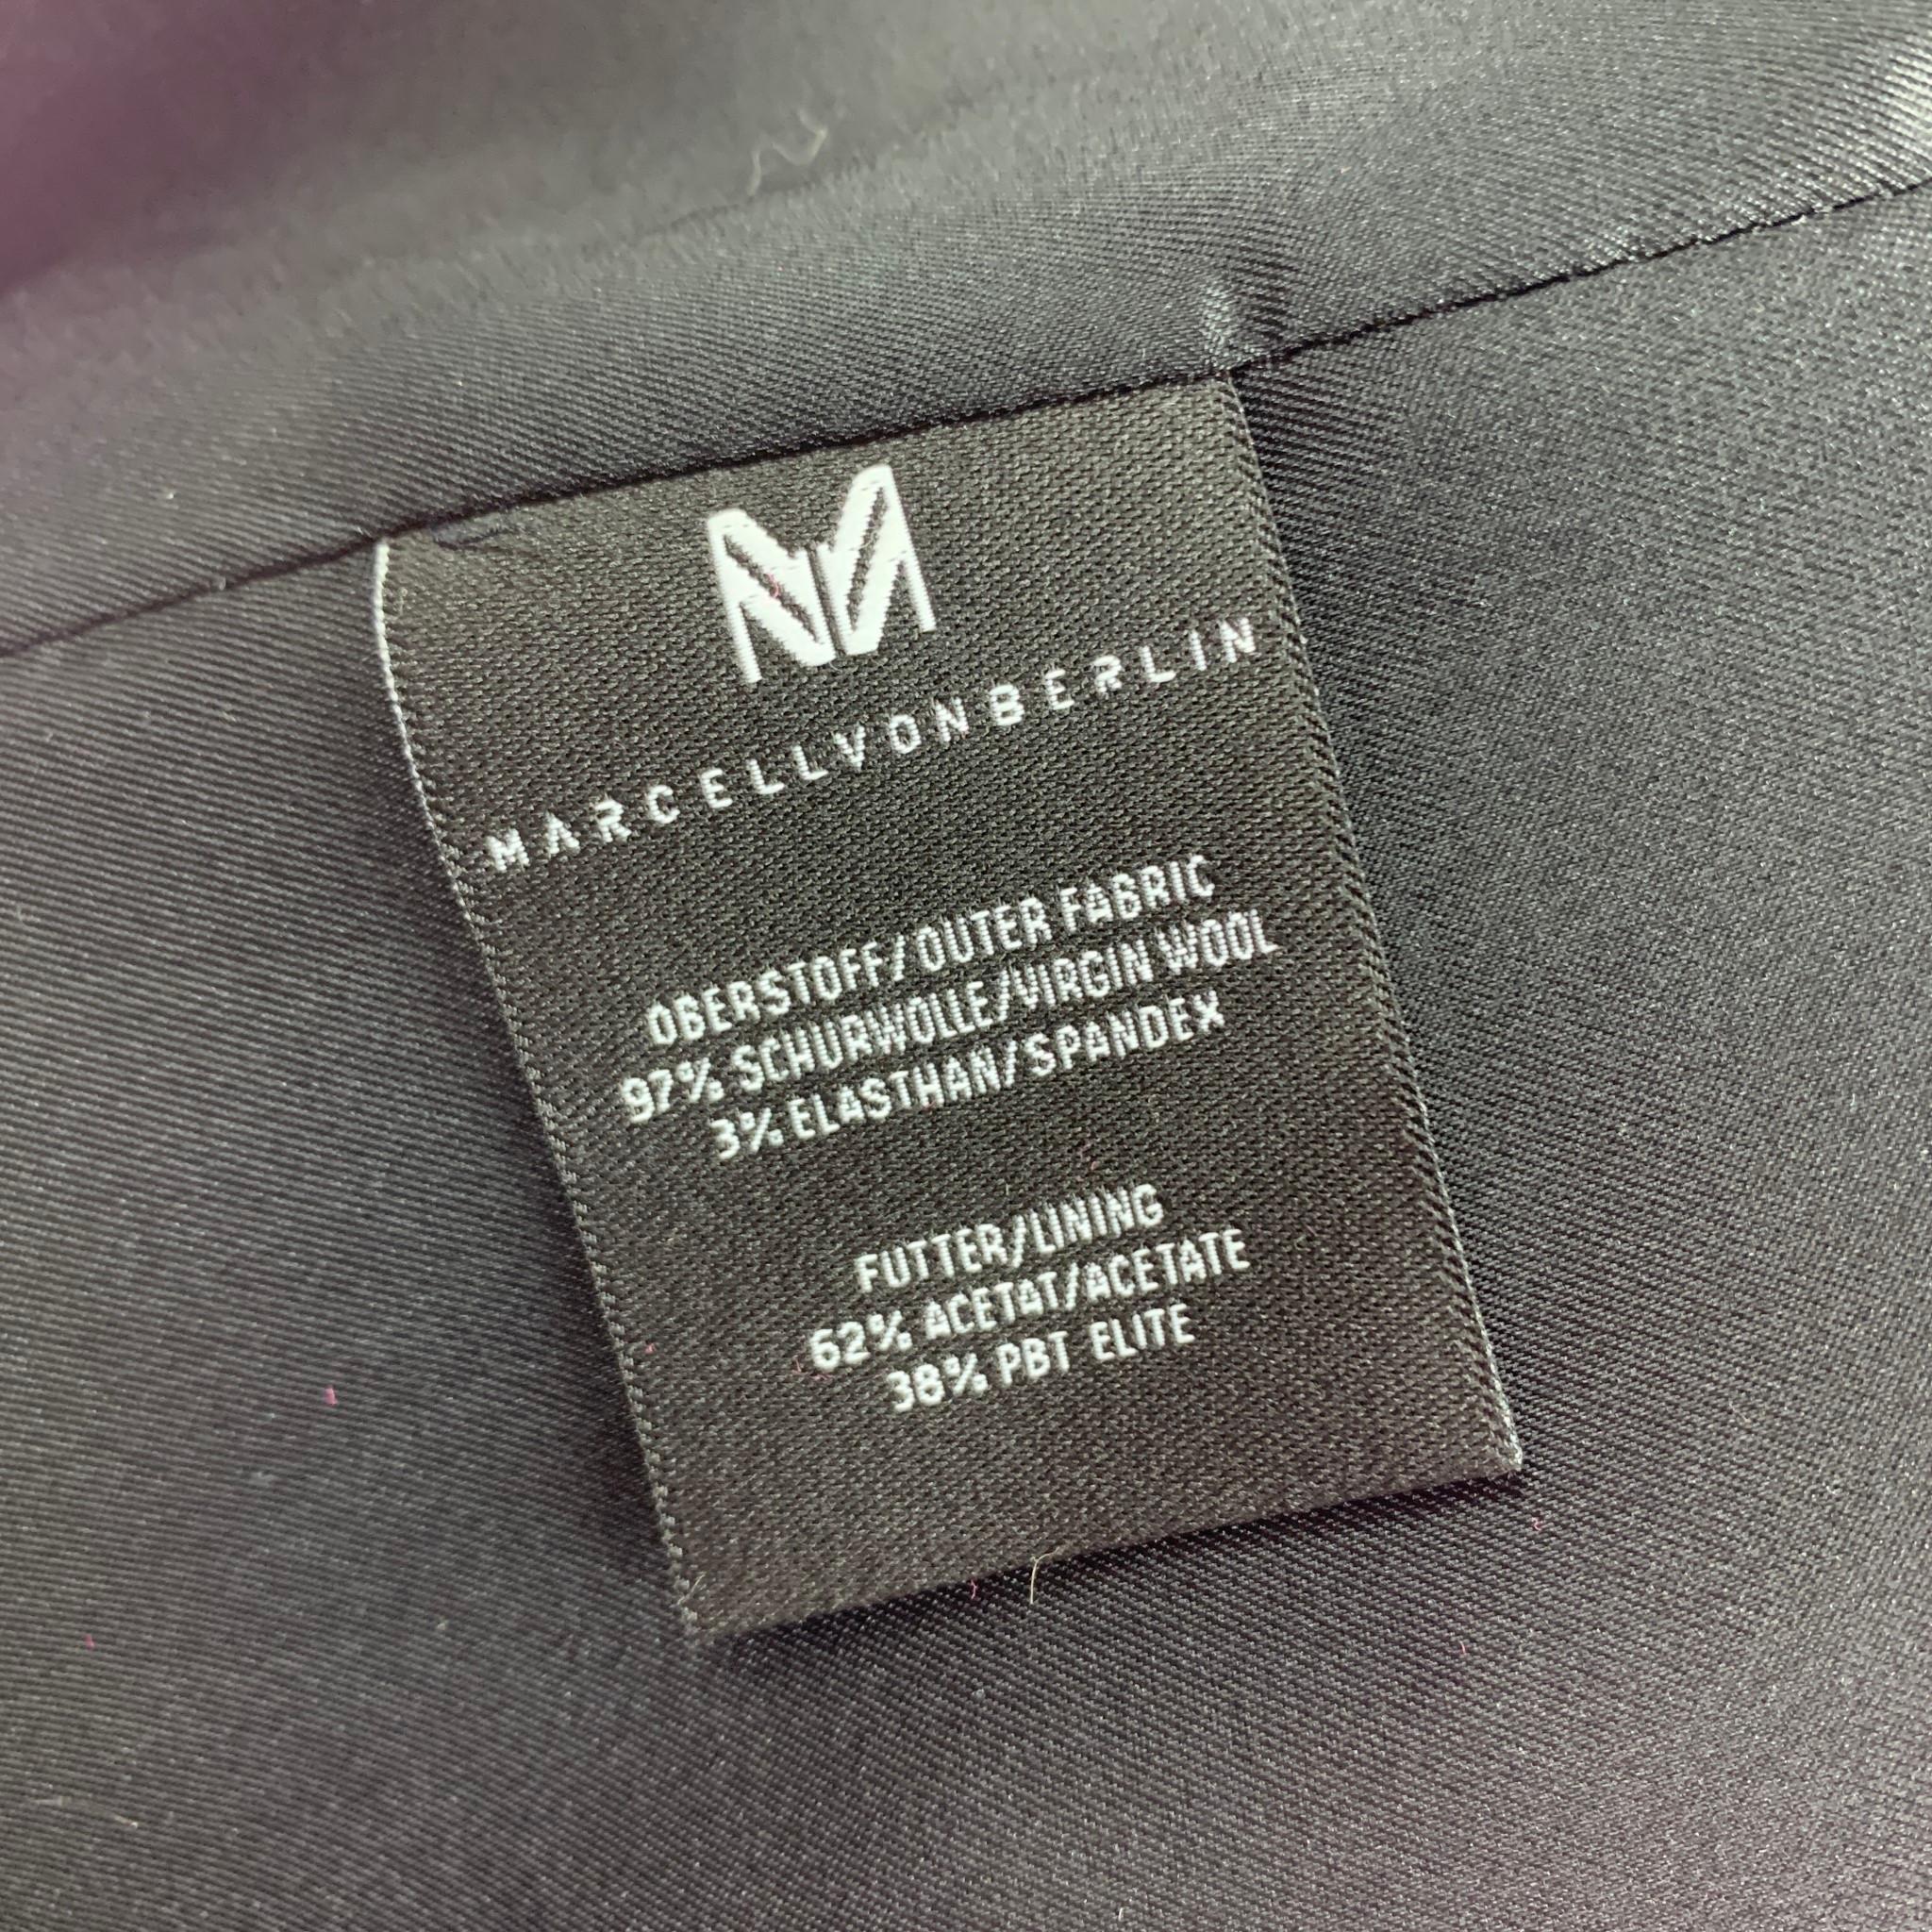 M
MARCELLVONBERLIN
OBERSTOFF/OUTER FABRIC
97% SCHURWOLLE/VIRGIN WOOL
3% ELASTHAN/SPANDEX
FUTTER/LINING
62% ACETAT/ACETATE
38% PBT ELITE